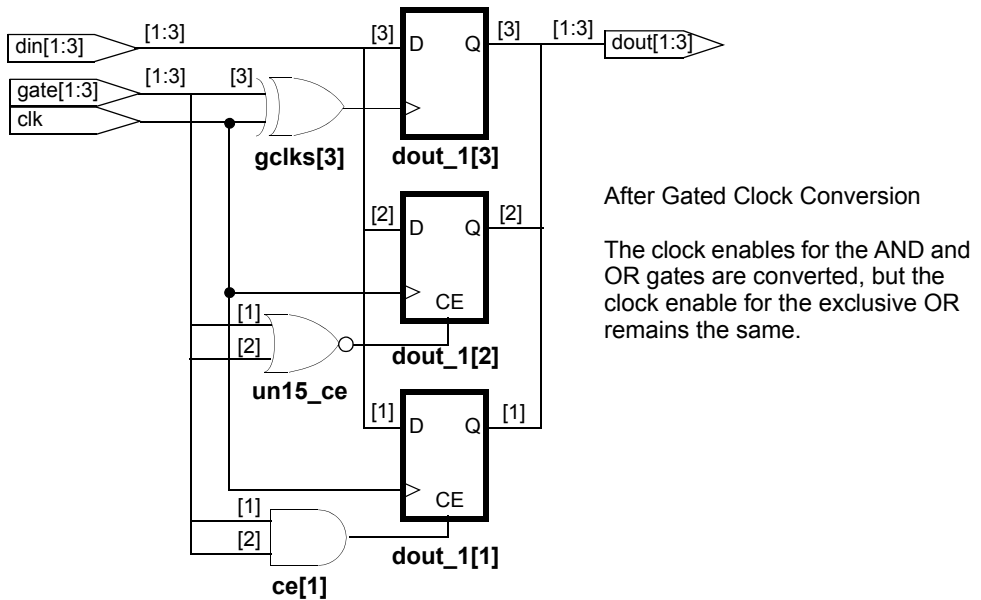 din[1:3]
[1:3]
[3]
D
Q
[3]
[1:3]
dout[1:3]
gate[1:3]
[1:3]
[3]
clk
gclks[3]
dout_1[3]
After Gated Clock Conversion
[2]
D
Q
[2]
The clock enables for the AND and
OR gates are converted, but the
clock enable for the exclusive OR
remains the same.
CE
[1]
[2]
dout_1[2]
un15_ce
[1]
D
Q
[1]
CE
[1]
[2]
dout_1[1]
ce[1]